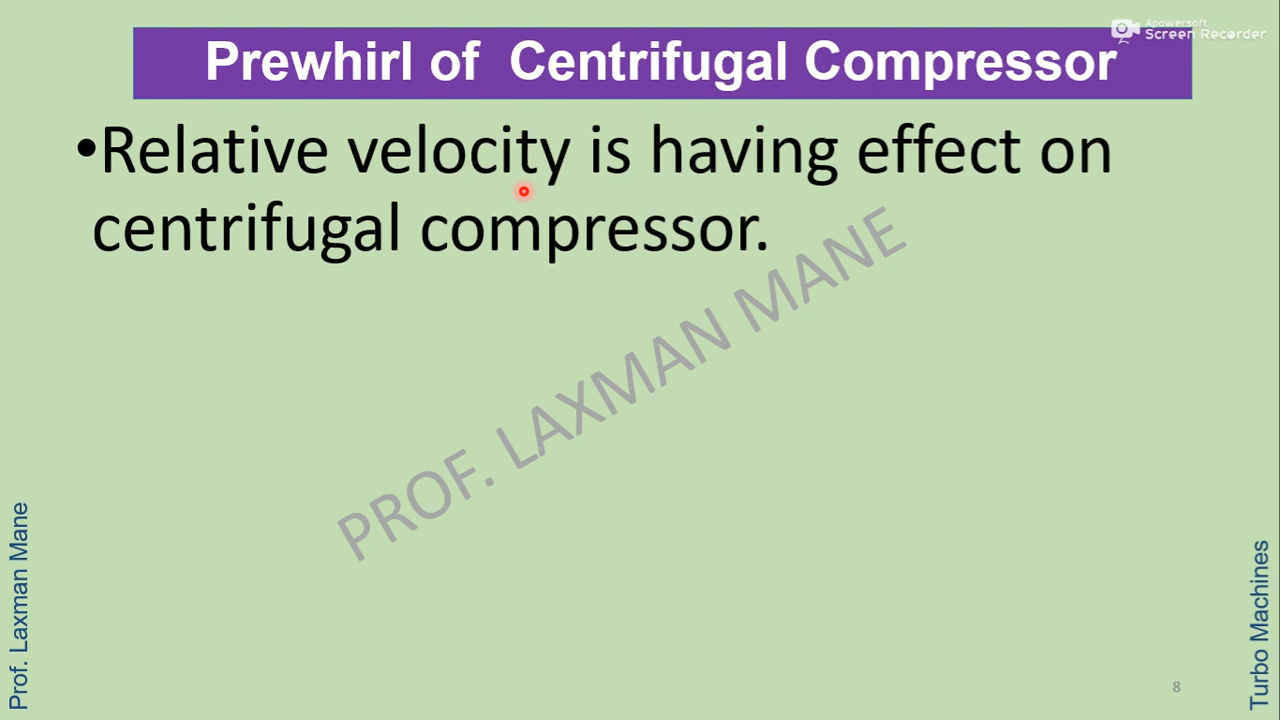 Apowersoft
Screen Recorder
Prewhirl of Centrifugal Compressor
•Relative velocity is having effect on
centrifugal compressor.
PROF. LAXMAN MANE
Prof. Laxman Mane
Turbo Machines
8